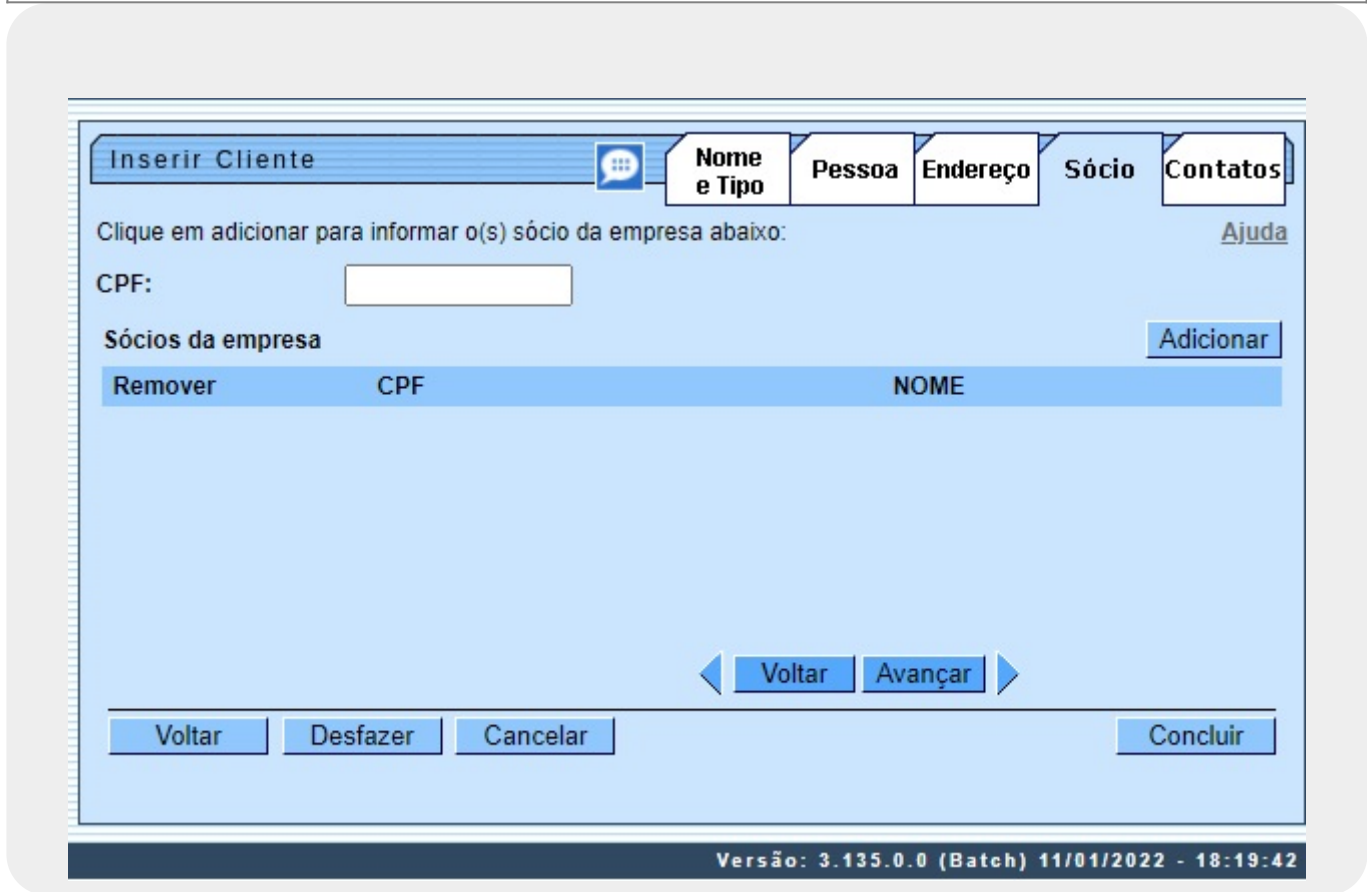 Inserir Cliente
Nome e Tipo
Pessoa
Endereço
Sócio
Contatos
Clique em adicionar para informar o(s) sócio da empresa abaixo:
Ajuda
CPF:
Sócios da empresa
Adicionar
Remover CPF NOME
Voltar Avançar
Voltar Desfazer Cancelar Concluir
Versão: 3.135.0.0 (Batch) 11/01/2022 - 18:19:42